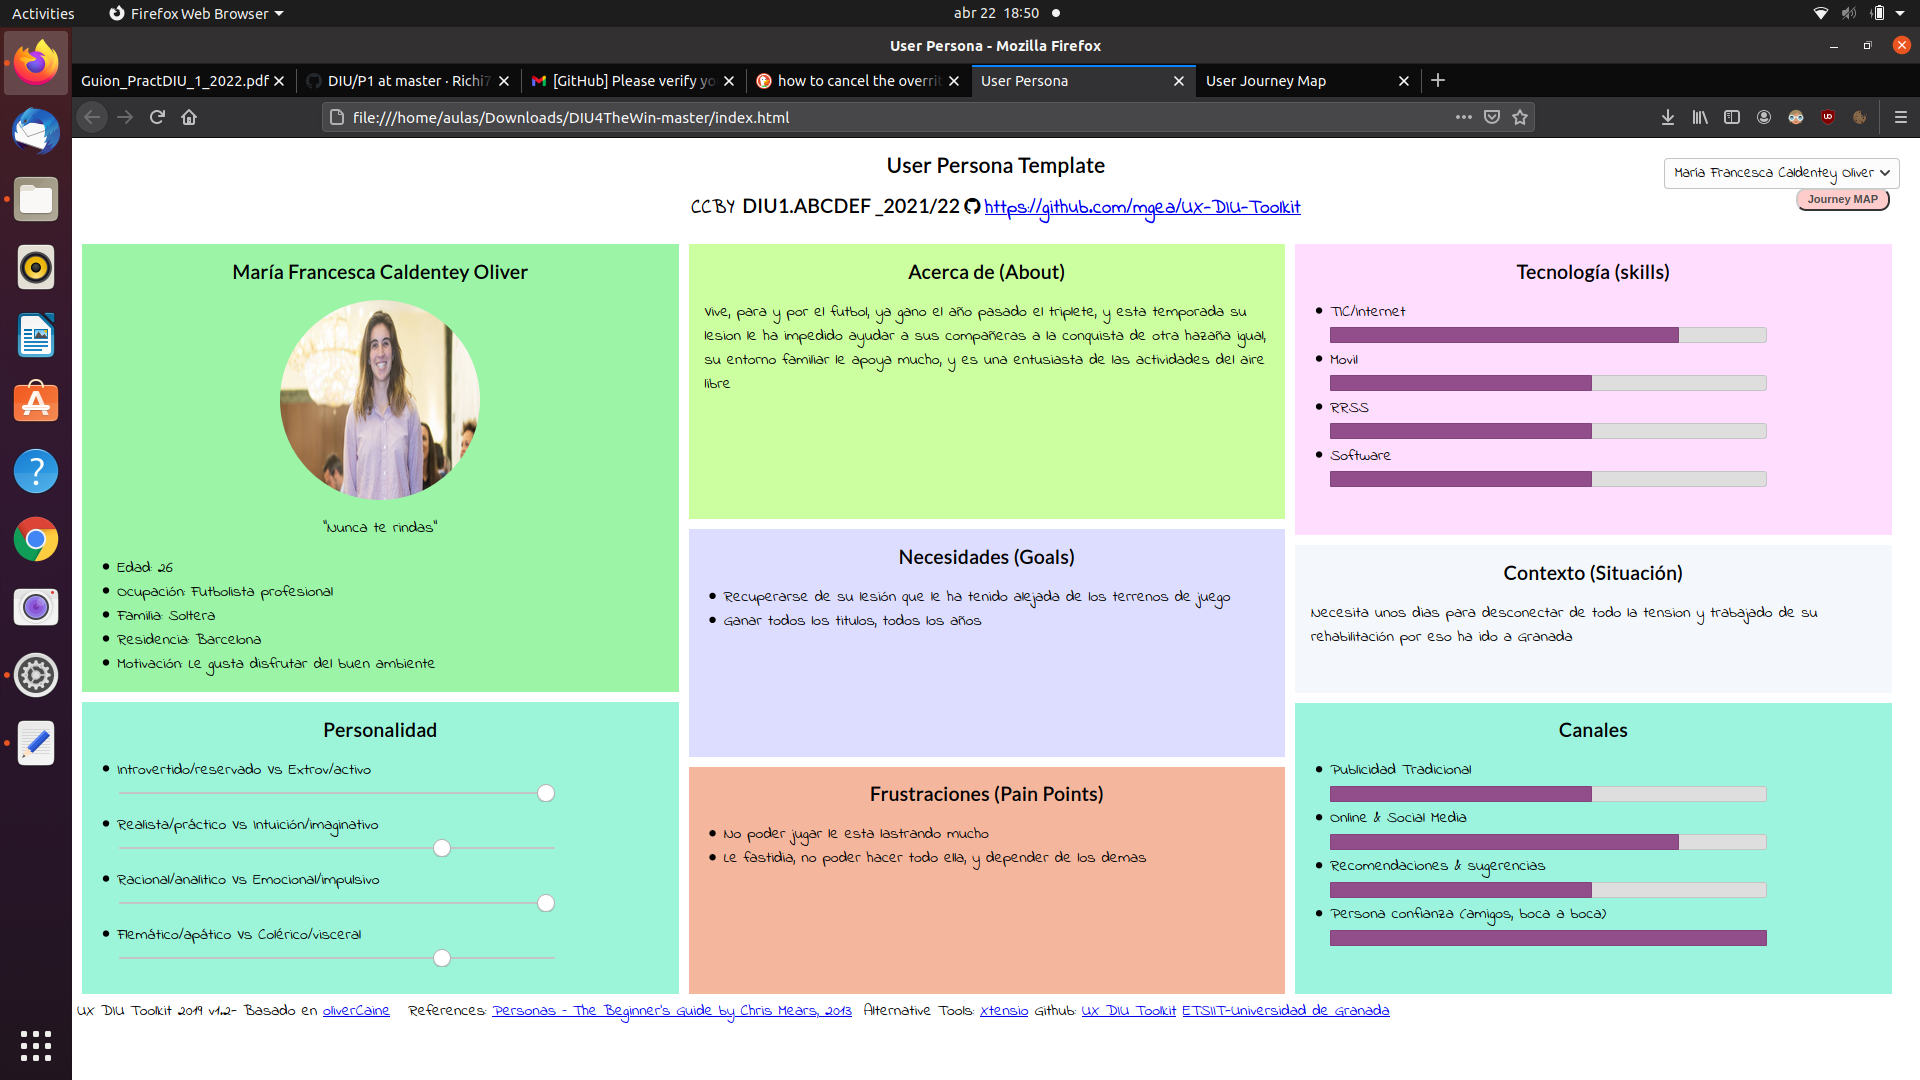 Activities
Firefox Web Browser
abr 22 18:50
User Persona - Mozilla Firefox
Guion_PractDIU_1_2022.pdf
DIU/P1 at master · Richi7
[GitHub] Please verify yo
how to cancel the overrit
User Persona
User Journey Map
file:///home/aulas/Downloads/DIU4TheWin-master/index.html
User Persona Template
María Francesca Caldentey Oliver
Journey MAP
CCBY DIU1.ABCDEF _2021/22 https://github.com/mgea/UX-DIU-Toolkit
María Francesca Caldentey Oliver
"Nunca te rindas"
Edad: 26
Ocupación: Futbolista profesional
Familia: Soltera
Residencia: Barcelona
Motivación: Le gusta disfrutar del buen ambiente
Personalidad
Introvertido/reservado Vs Extrov/activo
Realista/práctico Vs Intuición/imaginativo
Racional/analitico Vs Emocional/impulsivo
Flemático/apático Vs Colérico/visceral
Acerca de (About)
Vive, para y por el futbol, ya gano el año pasado el triplete, y esta temporada su
lesion le ha impedido ayudar a sus compañeras a la conquista de otra hazaña igual,
su entorno familiar le apoya mucho, y es una entusiasta de las actividades del aire
libre
Necesidades (Goals)
Recuperarse de su lesión que le ha tenido alejada de los terrenos de juego
Ganar todos los titulos, todos los años
Frustraciones (Pain Points)
No poder jugar le esta lastrando mucho
Le fastidia, no poder hacer todo ella, y depender de los demas
Tecnología (skills)
TIC/Internet
Movil
RRSS
Software
Contexto (Situación)
Necesita unos dias para desconectar de todo la tension y trabajado de su
rehabilitación por eso ha ido a Granada
Canales
Publicidad Tradicional
Online & Social Media
Recomendaciones & sugerencias
Persona confianza (amigos, boca a boca)
UX DIU Toolkit 2019 v1.2- Basado en oliverCaine References: Personas - The Beginner's Guide by Chris Mears, 2013 Alternative Tools: Xtensio Github: UX DIU Toolkit ETSIIT-Universidad de Granada